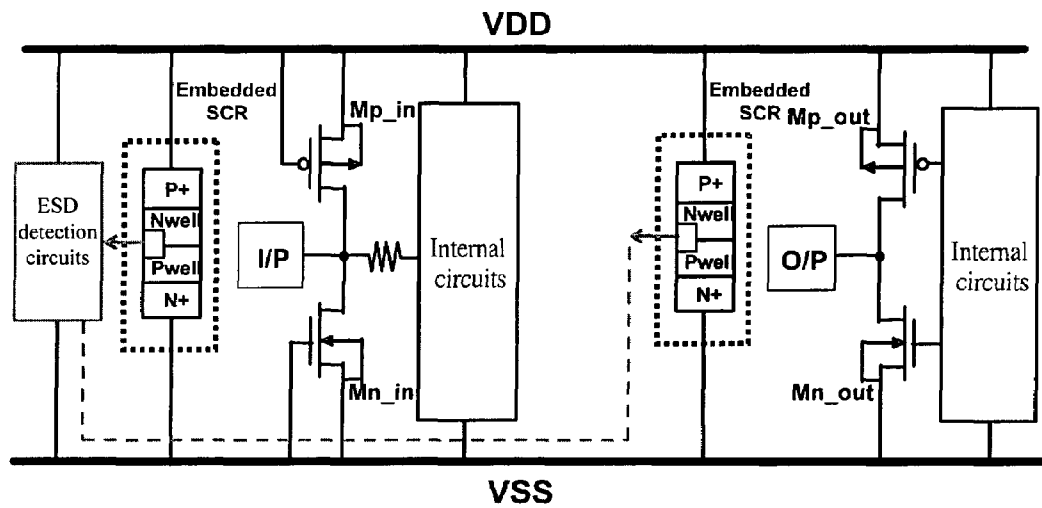 VDD
Embedded
SCR
Mp_in
Embedded
SCR
Mp_out
ESD
detection
circuits
P+
Nwell
Pwell
N+
I/P
Internal
circuits
P+
Nwell
Pwell
N+
O/P
Internal
circuits
Mn_in
Mn_out
VSS